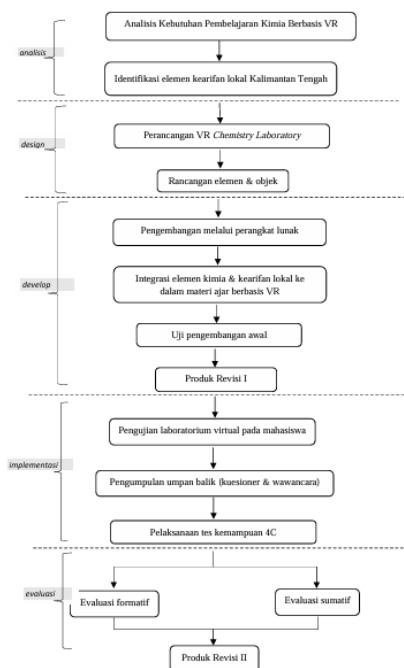 Analisis Kebutuhan Pembelajaran Kimia Berbasis VR
analisis
Identifikasi elemen kearifan lokal Kalimantan Tengah
Perancangan VR Chemistry Laboratory
design
Rancangan elemen & objek
Pengembangan melalui perangkat lunak
Integrasi elemen kimia & kearifan lokal ke
dalam materi ajar berbasis VR
develop
Uji pengembangan awal
Produk Revisi I
Pengujian laboratorium virtual pada mahasiswa
implementasi
Pengumpulan umpan balik (kuesioner & wawancara)
Pelaksanaan tes kemampuan 4C
evaluasi
Evaluasi formatif
Evaluasi sumatif
Produk Revisi II